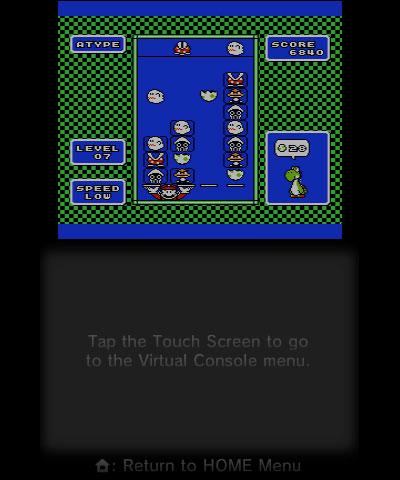 ATYPE
SCORE
6840
LEVEL
07
SPEED
LOW
28
Tap the Touch Screen to go
to the Virtual Console menu.
: Return to HOME Menu